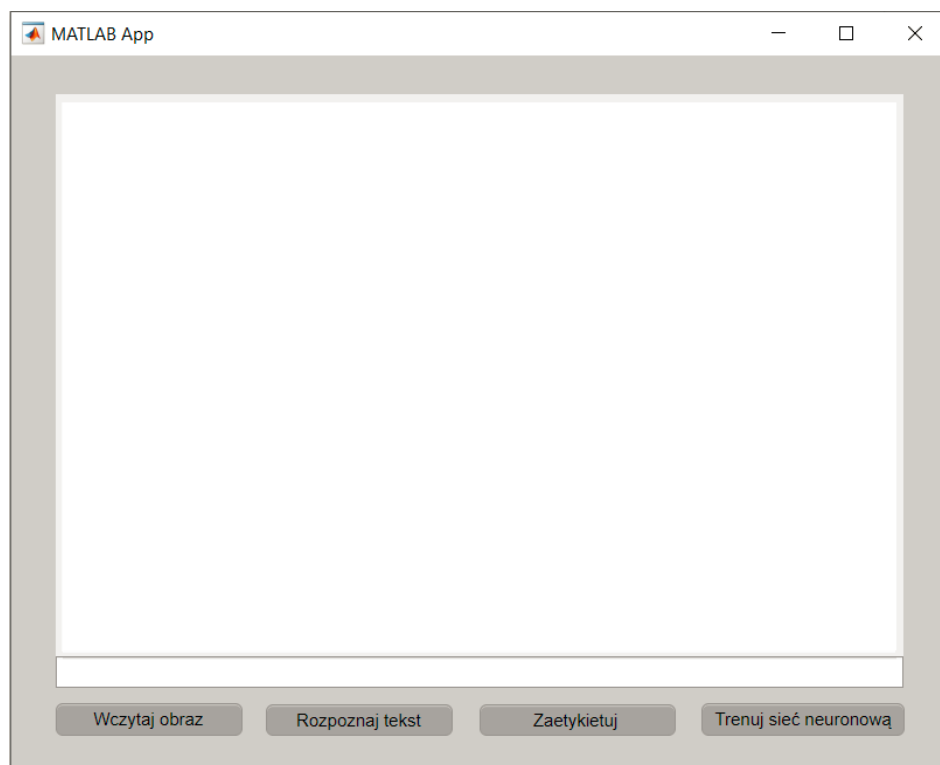 MATLAB App
Wczytaj obraz
Rozpoznaj tekst
Zaetykietuj
Trenuj sieć neuronową